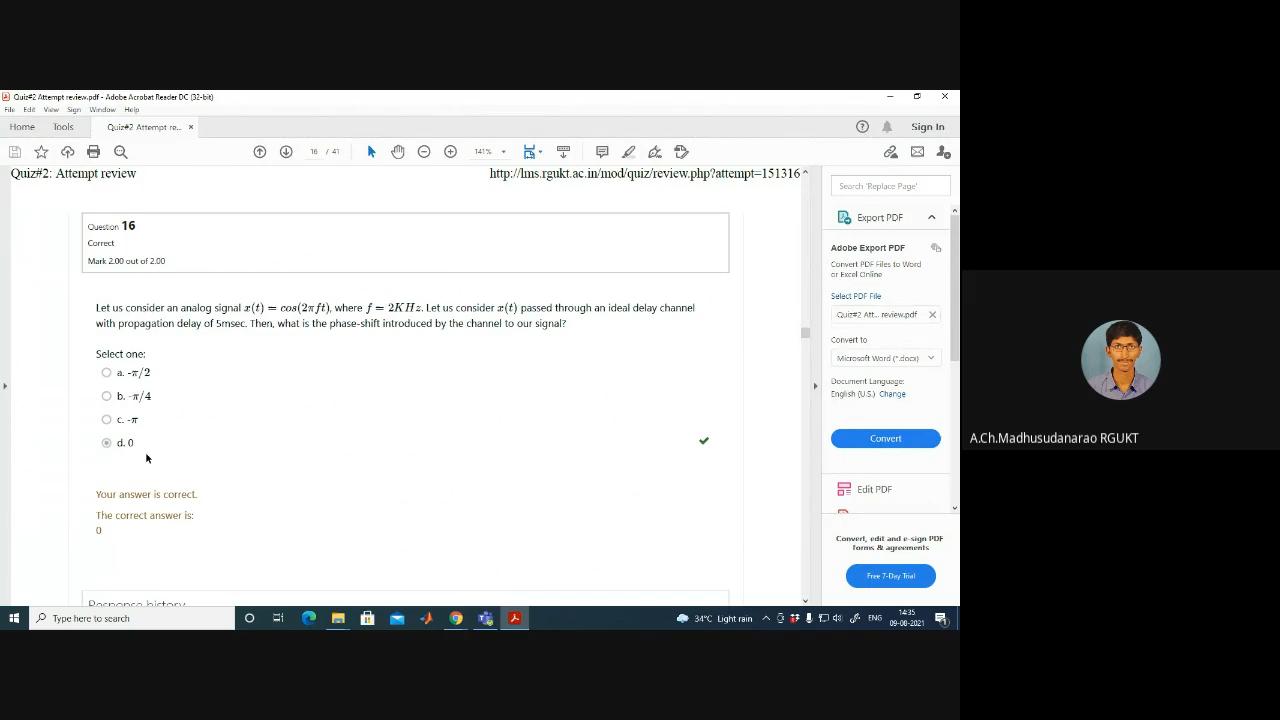 Quiz#2 Attempt review.pdf - Adobe Acrobat Reader DC (32-bit)
File Edit View Sign Window Help
Home Tools Quiz#2 Attempt re... × Sign In
16 / 41 141%
Quiz#2: Attempt review http://lms.rgukt.ac.in/mod/quiz/review.php?attempt=151316
Question 16
Correct
Mark 2.00 out of 2.00
Let us consider an analog signal x(t) = cos(2πft), where f = 2KHz. Let us consider x(t) passed through an ideal delay channel
with propagation delay of 5msec. Then, what is the phase-shift introduced by the channel to our signal?
Select one:
a. -π/2
b. -π/4
c. -π
d. 0
Your answer is correct.
The correct answer is:
0
Response history
Search 'Replace Page'
Export PDF
Adobe Export PDF
Convert PDF Files to Word
or Excel Online
Select PDF File
Quiz#2 Att... review.pdf
Convert to
Microsoft Word (*.docx)
Document Language:
English (U.S.) Change
Convert
Edit PDF
Convert, edit and e-sign PDF
forms & agreements
Free 7-Day Trial
A.Ch.Madhusudanarao RGUKT
Type here to search
34°C Light rain
ENG
14:35
09-08-2021